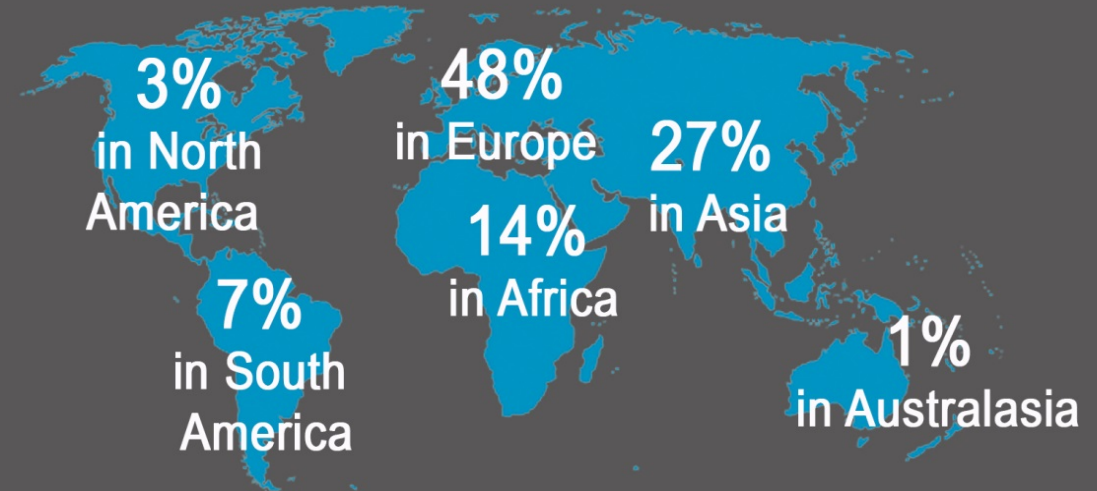 3%
in North
America
48%
in Europe
27%
in Asia
14%
in Africa
7%
in South
America
1%
in Australasia